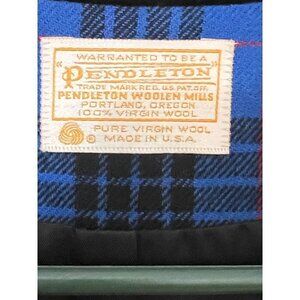 WARRANTED TO BE A
"PENDLETON"
TRADE MARK REG. U.S. PAT. OFF.
PENDLETON WOOLEN MILLS
PORTLAND, OREGON
100% VIRGIN WOOL
PURE VIRGIN WOOL
MADE IN U.S.A.